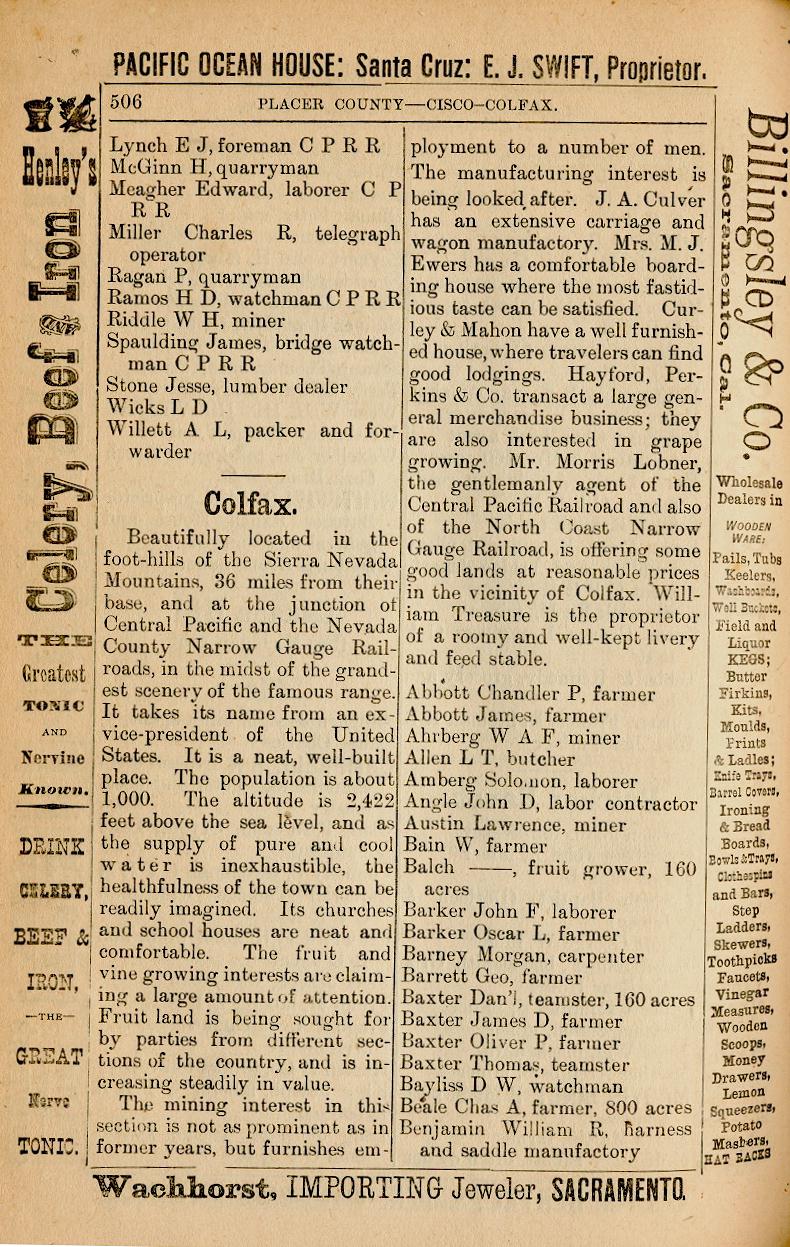 PACIFIC OCEAN HOUSE: Santa Cruz: E. J. SWIFT, Proprietor.
506 PLACER COUNTY—CISCO—COLFAX.
Lynch E J, foreman C P R R
McGinn H, quarryman
Meagher Edward, laborer C P
R R
Miller Charles R, telegraph
operator
Ragan P, quarryman
Ramos H D, watchman C P R R
Riddle W H, miner
Spaulding James, bridge watch-
man C P R R
Stone Jesse, lumber dealer
Wicks L D
Willett A L, packer and for-
warder
Colfax.
Beautifully located in the
foot-hills of the Sierra Nevada
Mountains, 36 miles from their
base, and at the junction of
Central Pacific and the Nevada
County Narrow Gauge Rail-
roads, in the midst of the grand-
est scenery of the famous range.
It takes its name from an ex-
vice-president of the United
States. It is a neat, well-built
place. The population is about
1,000. The altitude is 2,422
feet above the sea level, and as
the supply of pure and cool
water is inexhaustible, the
healthfulness of the town can be
readily imagined. Its churches
and school houses are neat and
comfortable. The fruit and
vine growing interests are claim-
ing a large amount of attention.
Fruit land is being sought for
by parties from different sec-
tions of the country, and is in-
creasing steadily in value.
The mining interest in this
section is not as prominent as in
former years, but furnishes em-
ployment to a number of men.
The manufacturing interest is
being looked after. J. A. Culver
has an extensive carriage and
wagon manufactory. Mrs. M. J.
Ewers has a comfortable board-
ing house where the most fastid-
ious taste can be satisfied. Cur-
ley & Mahon have a well furnish-
ed house, where travelers can find
good lodgings. Hayford, Per-
kins & Co. transact a large gen-
eral merchandise business; they
are also interested in grape
growing. Mr. Morris Lobner,
the gentlemanly agent of the
Central Pacific Railroad and also
of the North Coast Narrow
Gauge Railroad, is offering some
good lands at reasonable prices
in the vicinity of Colfax. Will-
iam Treasure is the proprietor
of a roomy and well-kept livery
and feed stable.
Abbott Chandler P, farmer
Abbott James, farmer
Ahrberg W A F, miner
Allen L T, butcher
Amberg Solomon, laborer
Angle John D, labor contractor
Austin Lawrence, miner
Bain W, farmer
Balch ——, fruit grower, 160
acres
Barker John F, laborer
Barker Oscar L, farmer
Barney Morgan, carpenter
Barrett Geo, farmer
Baxter Dan'l, teamster, 160 acres
Baxter James D, farmer
Baxter Oliver P, farmer
Baxter Thomas, teamster
Bayliss D W, watchman
Beale Chas A, farmer, 800 acres
Benjamin William R, harness
and saddle manufactory
Henley's
Celery, Beef & Iron
THE
Greatest
TONIC
AND
Nervine
Known.
DRINK
CELERY,
BEEF &
IRON,
—THE—
GREAT
Nerve
TONIC.
Billingsley & Co.
Sacramento, Cal.
Wholesale
Dealers in
WOODEN
WARE:
Pails, Tubs
Keelers,
Washboards,
Well Buckets,
Field and
Liquor
KEGS;
Butter
Firkins,
Kits,
Moulds,
Prints
& Ladles;
Knife Trays,
Barrel Covers,
Ironing
& Bread
Boards,
Bowls & Trays,
Clothespins
and Bars,
Step
Ladders,
Skewers,
Toothpicks
Faucets,
Vinegar
Measures,
Wooden
Scoops,
Money
Drawers,
Lemon
Squeezers,
Potato
Mashers,
HAT RACKS
Wachhorst, IMPORTING Jeweler, SACRAMENTO.